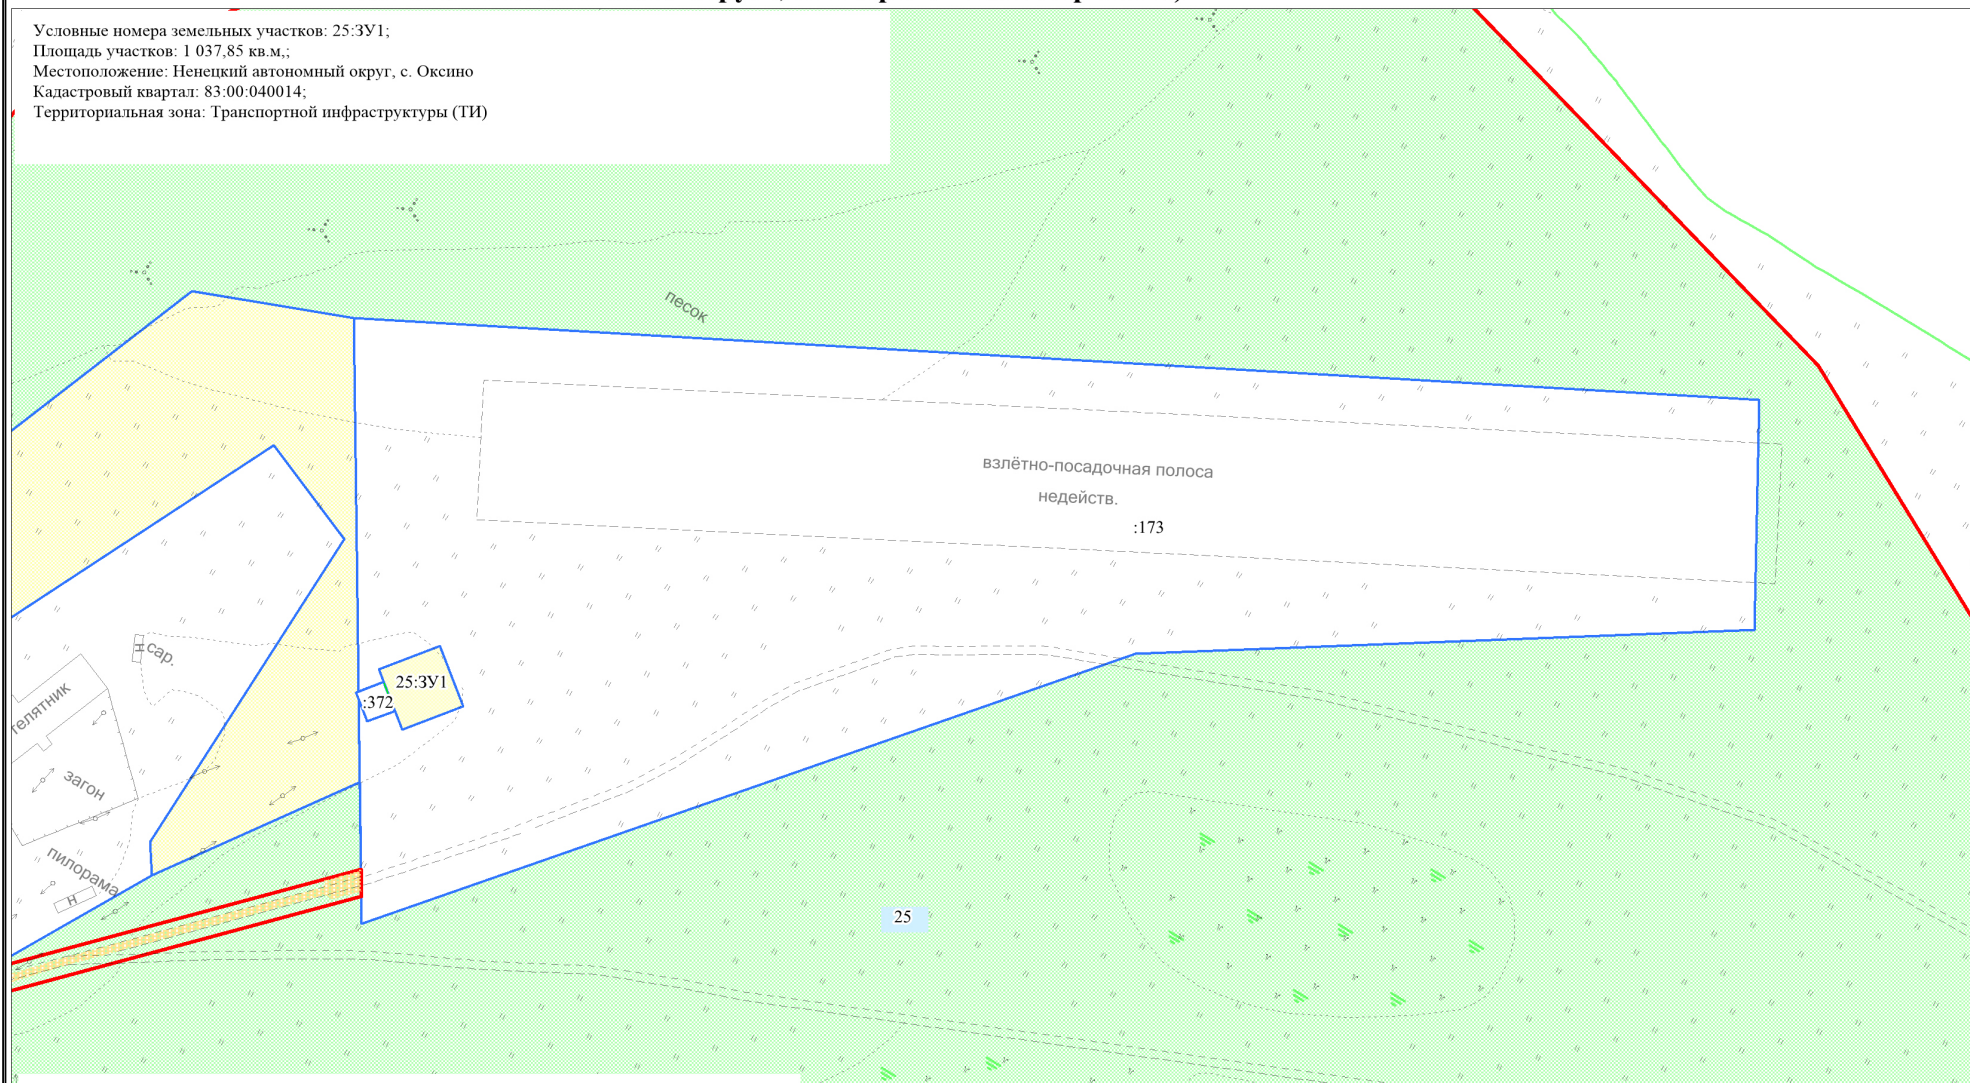 Условные номера земельных участков: 25:ЗУ1;
Площадь участков: 1 037,85 кв.м,;
Местоположение: Ненецкий автономный округ, с. Оксино
Кадастровый квартал: 83:00:040014;
Территориальная зона: Транспортной инфраструктуры (ТИ)
песок
взлётно-посадочная полоса
недейств.
:173
Н
сар.
25:ЗУ1
:372
телятник
загон
пилорама
Н
25